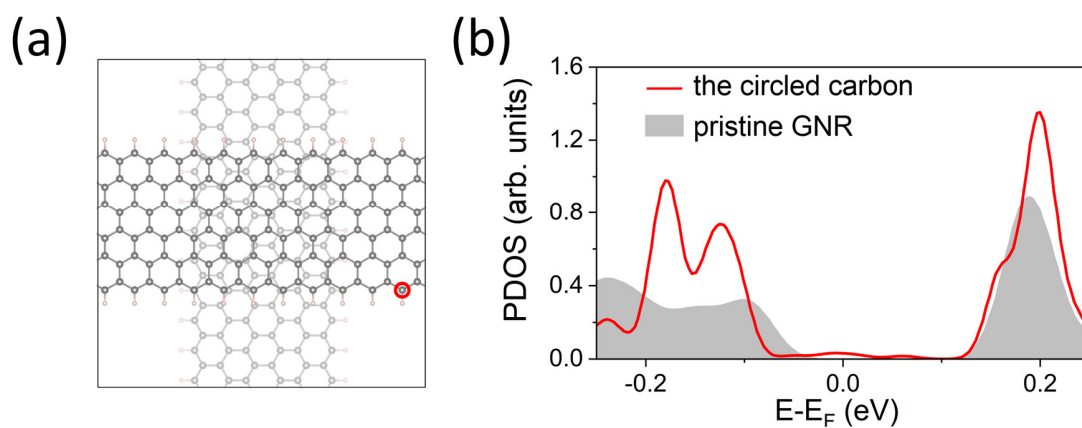 (a)
(b)
PDOS (arb. units)
1.6
1.2
0.8
0.4
0.0
the circled carbon
pristine GNR
-0.2
0.0
0.2
E-E_F (eV)